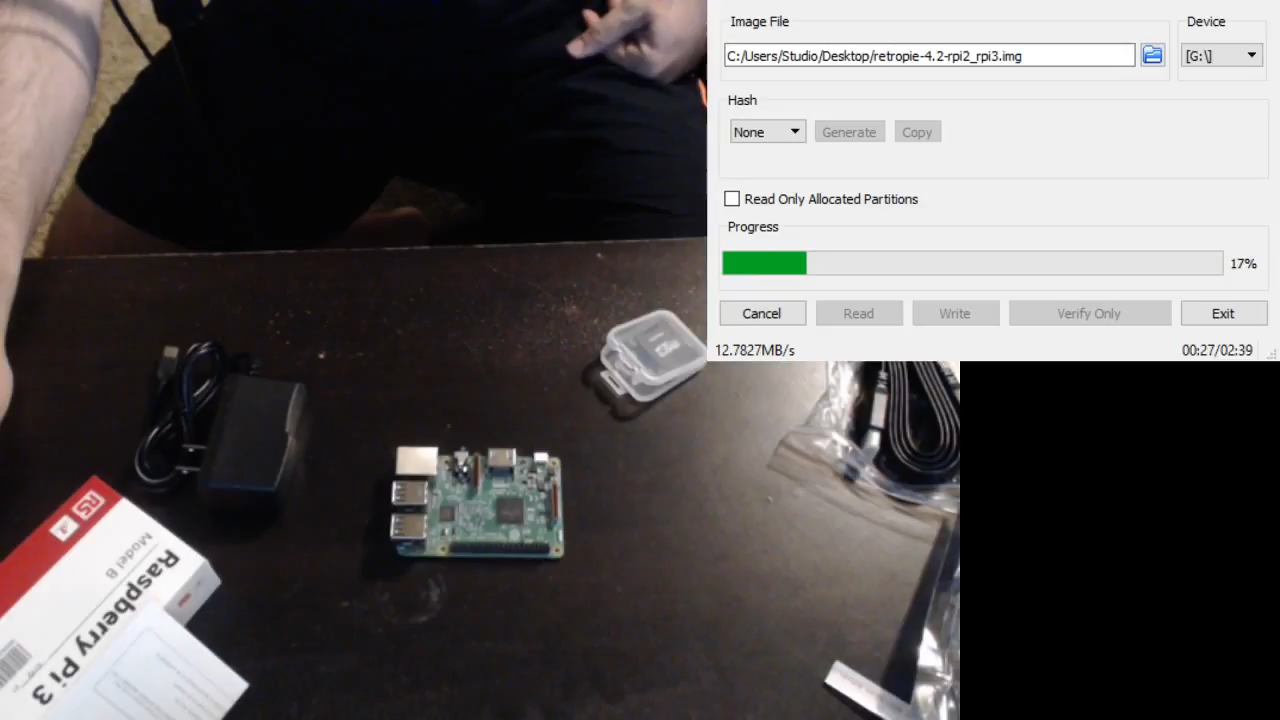 Image File
Device
C:/Users/Studio/Desktop/retropie-4.2-rpi2_rpi3.img
[G:\]
Hash
None
Generate
Copy
Read Only Allocated Partitions
Progress
17%
Cancel
Read
Write
Verify Only
Exit
12.7827MB/s
00:27/02:39
RS
Model B
Raspberry Pi 3